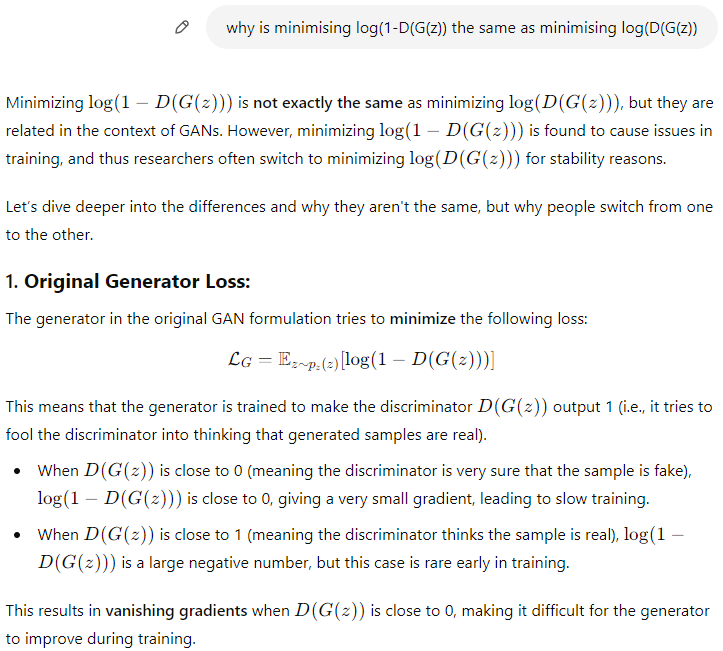 why is minimising log(1-D(G(z)) the same as minimising log(D(G(z))
Minimizing log(1 − D(G(z))) is not exactly the same as minimizing log(D(G(z))), but they are
related in the context of GANs. However, minimizing log(1 − D(G(z))) is found to cause issues in
training, and thus researchers often switch to minimizing log(D(G(z))) for stability reasons.
Let's dive deeper into the differences and why they aren't the same, but why people switch from one
to the other.
1. Original Generator Loss:
The generator in the original GAN formulation tries to minimize the following loss:
ℒ_G = 𝔼_{z∼p_z(z)}[log(1 − D(G(z)))]
This means that the generator is trained to make the discriminator D(G(z)) output 1 (i.e., it tries to
fool the discriminator into thinking that generated samples are real).
• When D(G(z)) is close to 0 (meaning the discriminator is very sure that the sample is fake),
log(1 − D(G(z))) is close to 0, giving a very small gradient, leading to slow training.
• When D(G(z)) is close to 1 (meaning the discriminator thinks the sample is real), log(1 −
D(G(z))) is a large negative number, but this case is rare early in training.
This results in vanishing gradients when D(G(z)) is close to 0, making it difficult for the generator
to improve during training.